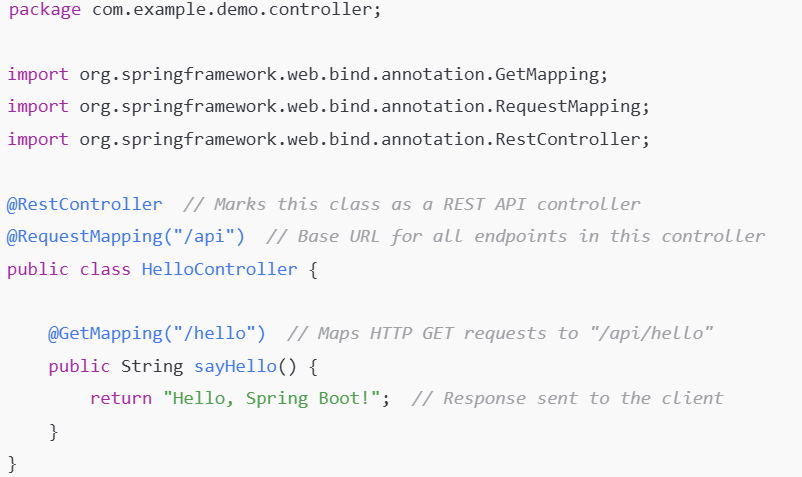 package com.example.demo.controller;
import org.springframework.web.bind.annotation.GetMapping;
import org.springframework.web.bind.annotation.RequestMapping;
import org.springframework.web.bind.annotation.RestController;
@RestController  // Marks this class as a REST API controller
@RequestMapping("/api")  // Base URL for all endpoints in this controller
public class HelloController {
    @GetMapping("/hello")  // Maps HTTP GET requests to "/api/hello"
    public String sayHello() {
        return "Hello, Spring Boot!";  // Response sent to the client
    }
}